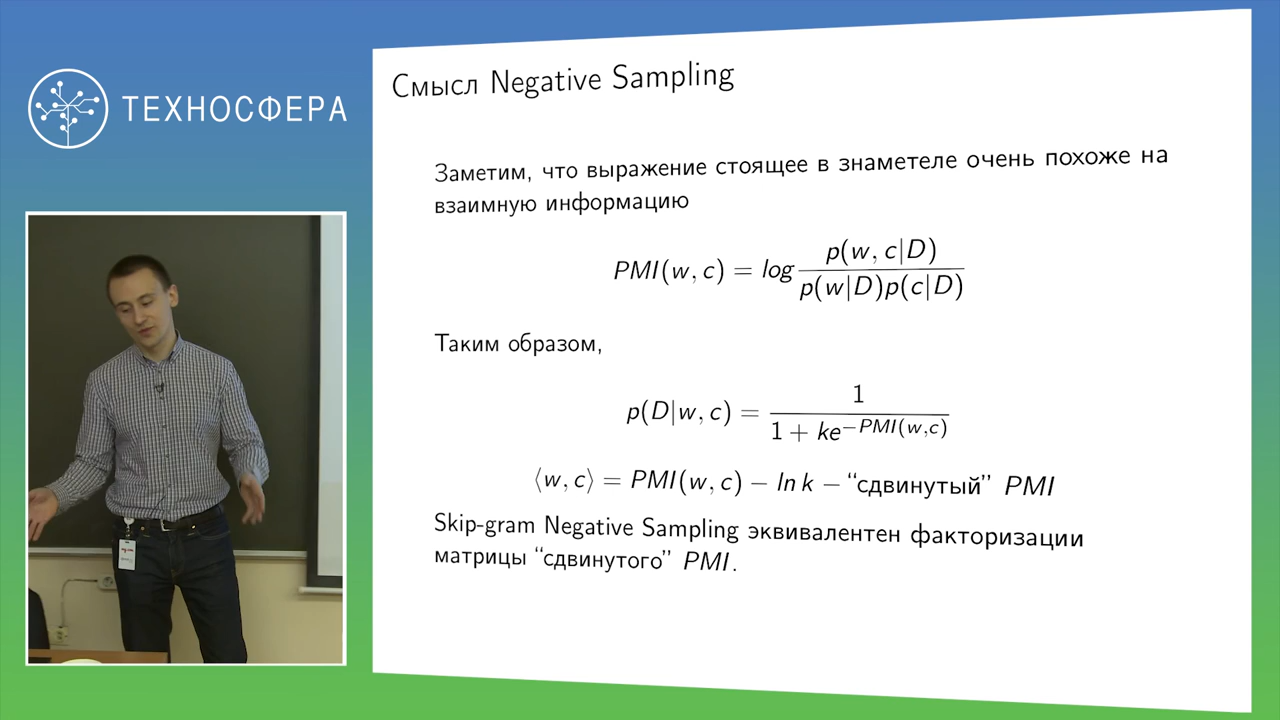 ТЕХНОСФЕРА
Смысл Negative Sampling
Заметим, что выражение стоящее в знаметеле очень похоже на
взаимную информацию
PMI(w, c) = log p(w, c|D) / p(w|D)p(c|D)
Таким образом,
p(D|w, c) = 1 / 1 + ke^{-PMI(w,c)}
⟨w, c⟩ = PMI(w, c) − ln k − “сдвинутый” PMI
Skip-gram Negative Sampling эквивалентен факторизации
матрицы “сдвинутого” PMI.